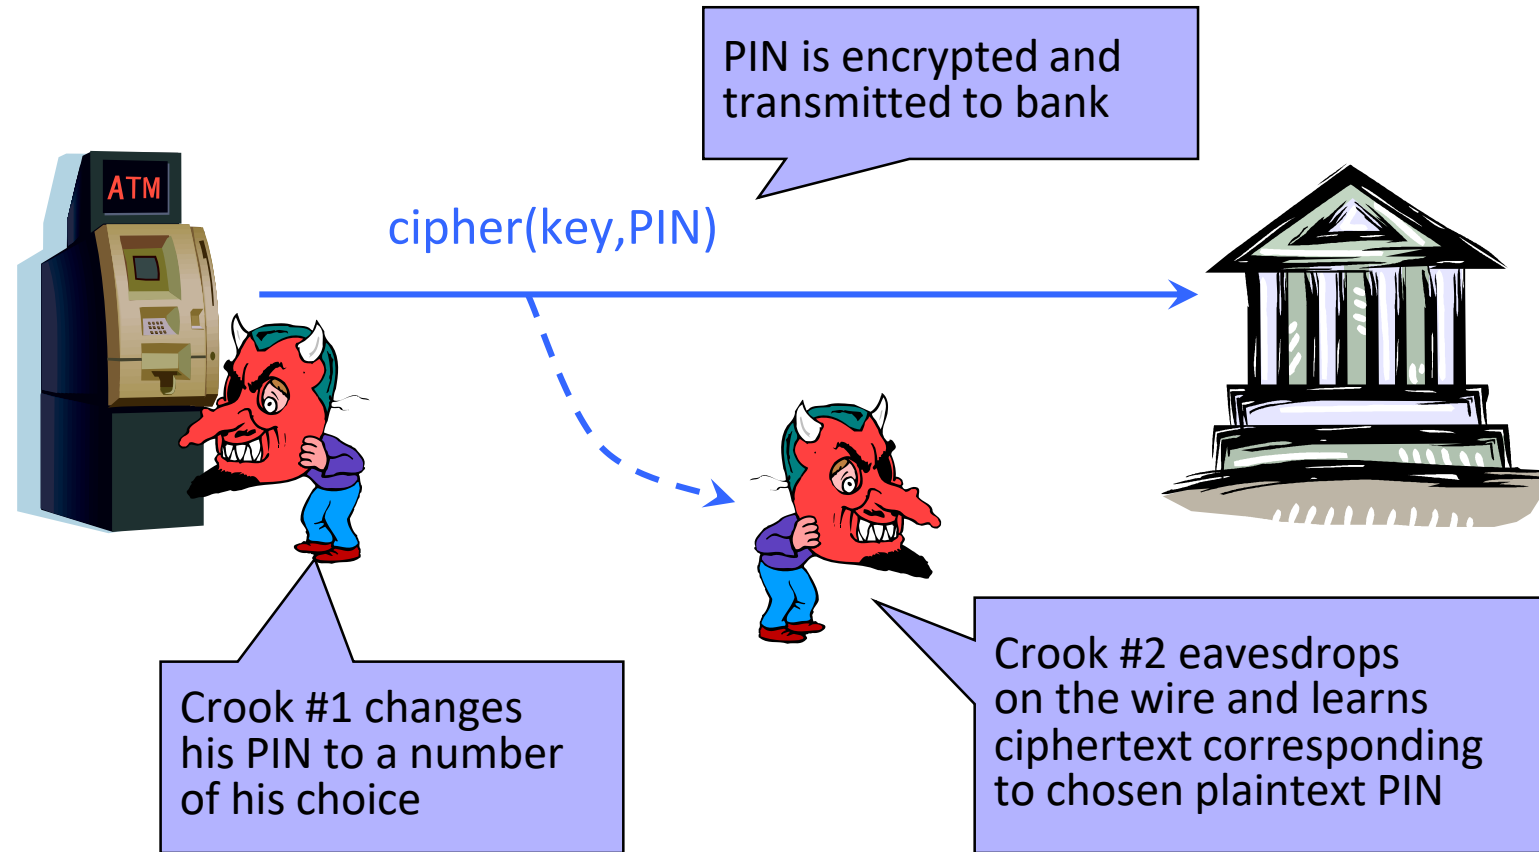 PIN is encrypted and
transmitted to bank
ATM
cipher(key,PIN)
Crook #1 changes
his PIN to a number
of his choice
Crook #2 eavesdrops
on the wire and learns
ciphertext corresponding
to chosen plaintext PIN